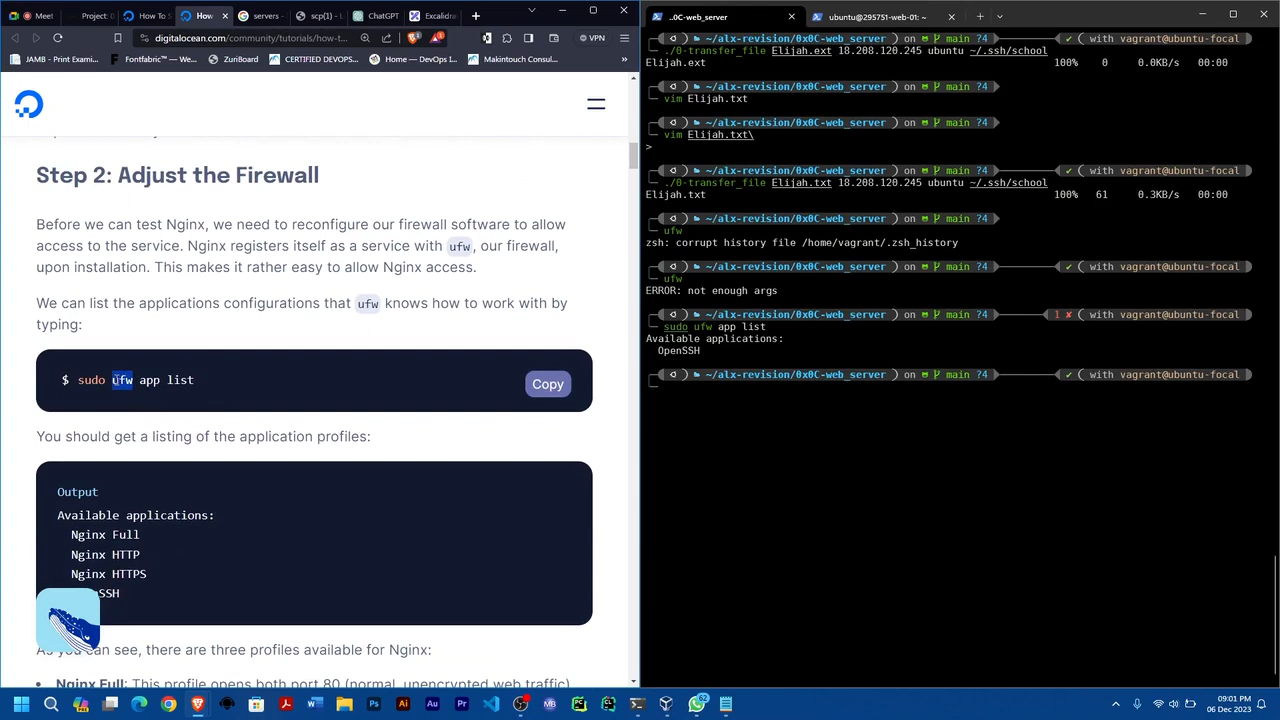 Meet
How To S
How
servers -
scp(1) - L
ChatGPT
Excalidra
digitalocean.com/community/tutorials/how-t...
VPN
JAMB - Print Exami...
Fontfabric™ — We...
ZuriBoard
CERTIFIED DEVOPS...
Home — DevOps I...
Makintouch Consul...
»
Step 2: Adjust the Firewall
Before we can test Nginx, we need to reconfigure our firewall software to allow
access to the service. Nginx registers itself as a service with ufw, our firewall,
upon installation. This makes it rather easy to allow Nginx access.
We can list the applications configurations that ufw knows how to work with by
typing:
$ sudo ufw app list
Copy
You should get a listing of the application profiles:
Output
Available applications:
Nginx Full
Nginx HTTP
Nginx HTTPS
SSH
As you can see, there are three profiles available for Nginx:
Nginx Full: This profile opens both port 80 (normal, unencrypted web traffic)
..0C-web_server
ubuntu@295751-web-01: ~
~/alx-revision/0x0C-web_server ) on main ?4 ✔ ( with vagrant@ubuntu-focal
./0-transfer_file Elijah.ext 18.208.120.245 ubuntu ~/.ssh/school
Elijah.ext 100% 0 0.0KB/s 00:00
~/alx-revision/0x0C-web_server ) on main ?4
vim Elijah.txt
~/alx-revision/0x0C-web_server ) on main ?4
vim Elijah.txt\
>
~/alx-revision/0x0C-web_server ) on main ?4 ✔ ( with vagrant@ubuntu-focal
./0-transfer_file Elijah.txt 18.208.120.245 ubuntu ~/.ssh/school
Elijah.txt 100% 61 0.3KB/s 00:00
~/alx-revision/0x0C-web_server ) on main ?4
ufw
zsh: corrupt history file /home/vagrant/.zsh_history
~/alx-revision/0x0C-web_server ) on main ?4 ✔ ( with vagrant@ubuntu-focal
ufw
ERROR: not enough args
~/alx-revision/0x0C-web_server ) on main ?4 1 ✘ ( with vagrant@ubuntu-focal
sudo ufw app list
Available applications:
OpenSSH
~/alx-revision/0x0C-web_server ) on main ?4 ✔ ( with vagrant@ubuntu-focal
62
09:01 PM
06 Dec 2023